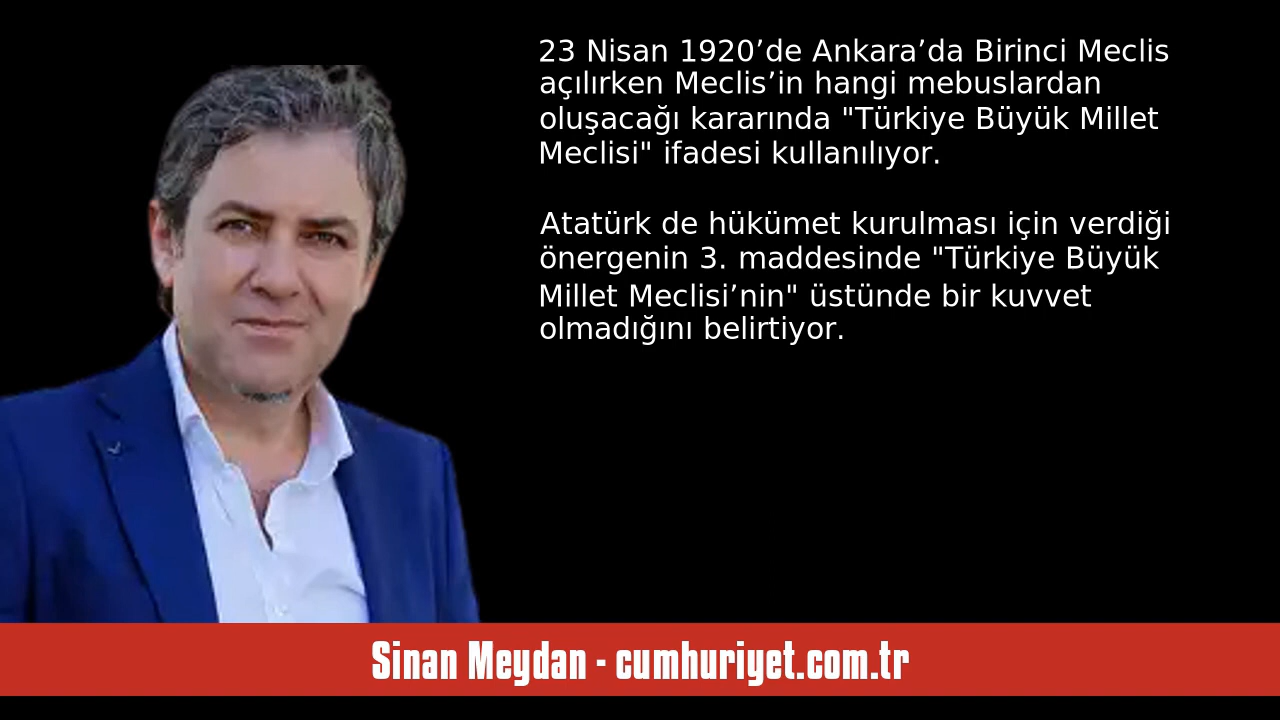 23 Nisan 1920’de Ankara’da Birinci Meclis
açılırken Meclis’in hangi mebuslardan
oluşacağı kararında "Türkiye Büyük Millet
Meclisi" ifadesi kullanılıyor.
Atatürk de hükümet kurulması için verdiği
önergenin 3. maddesinde "Türkiye Büyük
Millet Meclisi’nin" üstünde bir kuvvet
olmadığını belirtiyor.
Sinan Meydan - cumhuriyet.com.tr